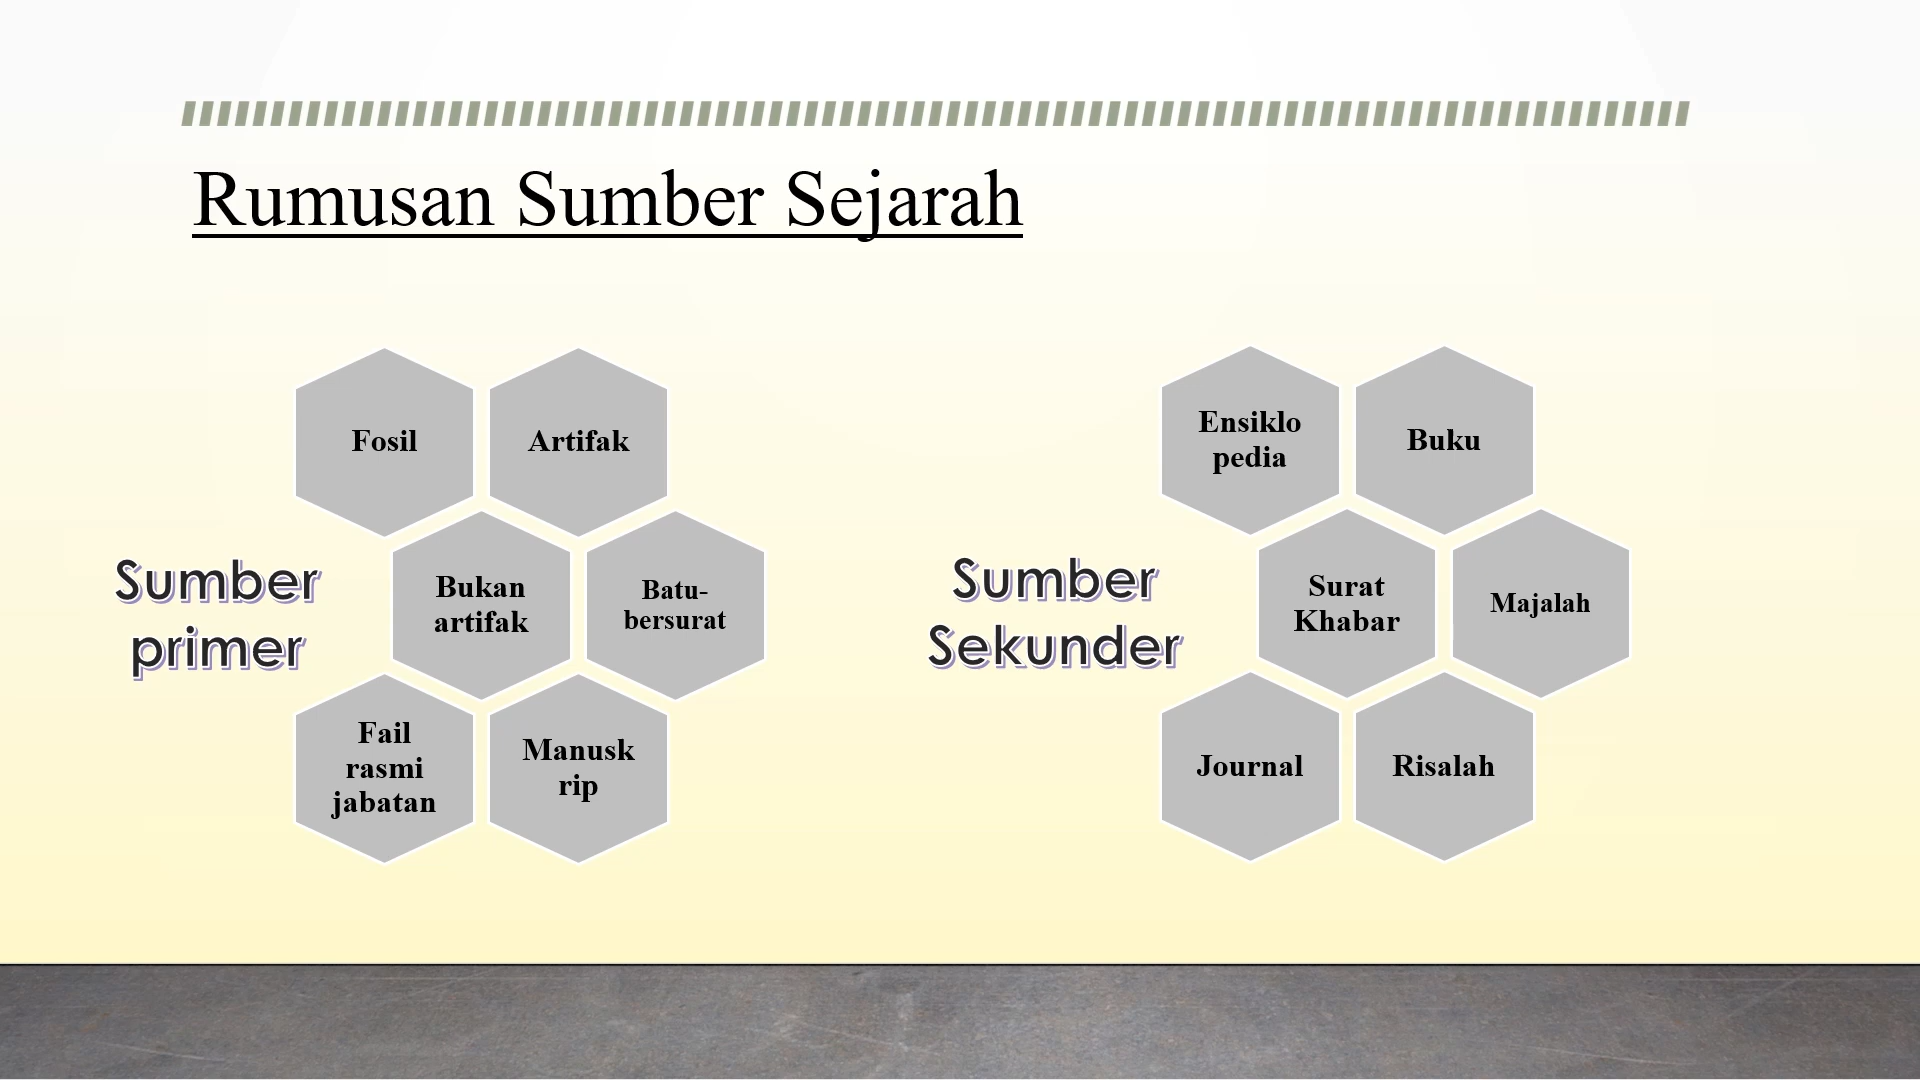 Rumusan Sumber Sejarah
Sumber
primer
Fosil
Artifak
Bukan
artifak
Batu-
bersurat
Fail
rasmi
jabatan
Manusk
rip
Sumber
Sekunder
Ensiklo
pedia
Buku
Surat
Khabar
Majalah
Journal
Risalah